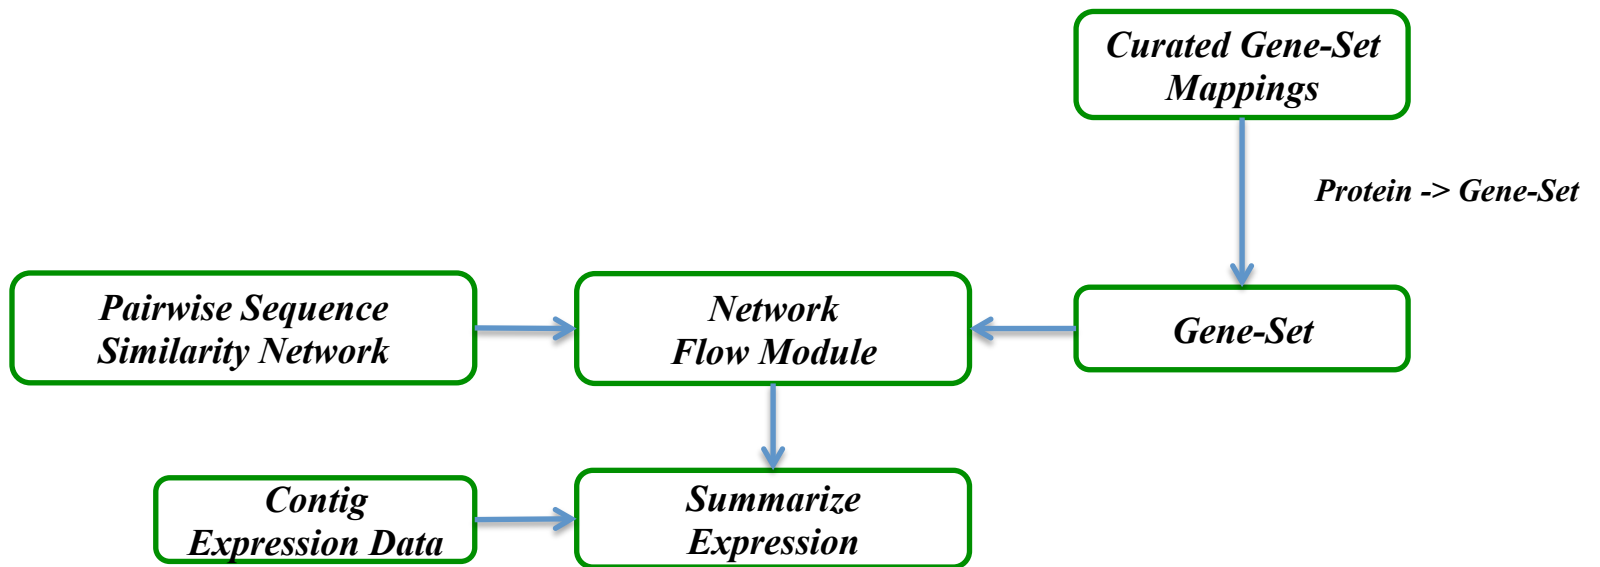 Curated Gene-Set
Mappings
Protein -> Gene-Set
Pairwise Sequence
Similarity Network
Network
Flow Module
Gene-Set
Contig
Expression Data
Summarize
Expression